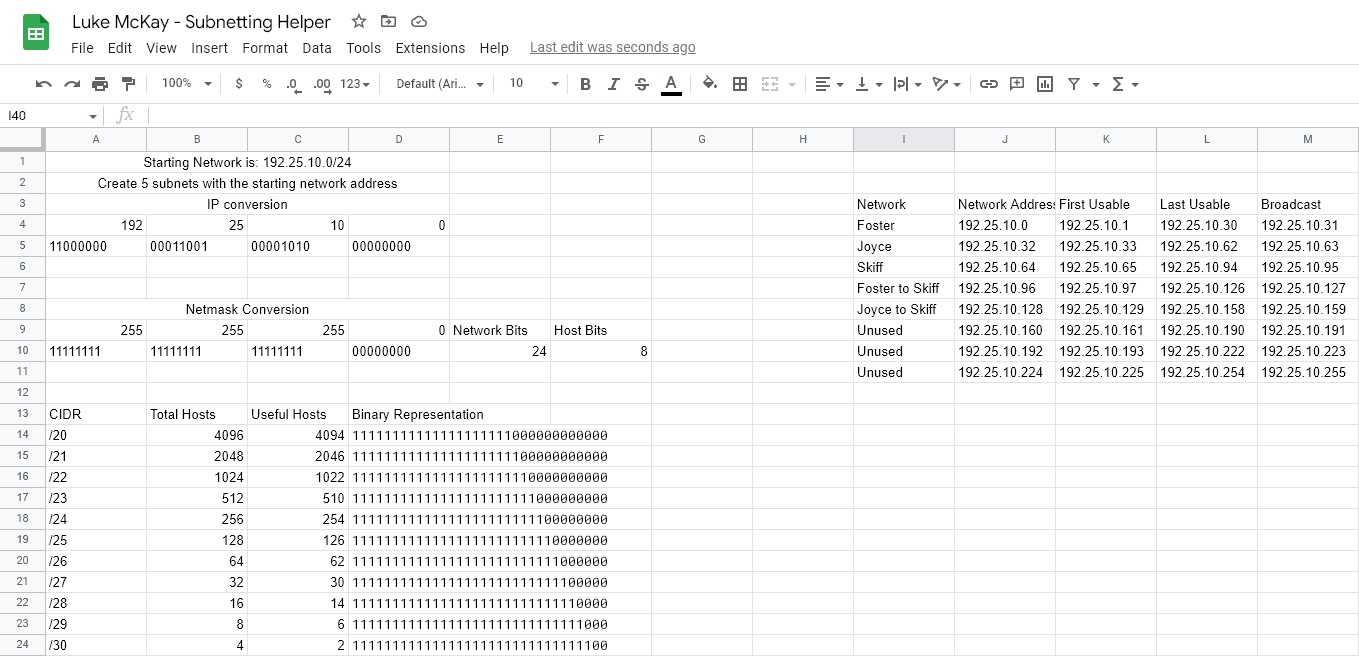 Luke McKay - Subnetting Helper
File Edit View Insert Format Data Tools Extensions Help Last edit was seconds ago
100% $ % .0 .00 123 Default (Ari... 10 B I S A
I40 fx
A B C D E F G H I J K L M
1 Starting Network is: 192.25.10.0/24
2 Create 5 subnets with the starting network address
3 IP conversion Network Network Address First Usable Last Usable Broadcast
4 192 25 10 0 Foster 192.25.10.0 192.25.10.1 192.25.10.30 192.25.10.31
5 11000000 00011001 00001010 00000000 Joyce 192.25.10.32 192.25.10.33 192.25.10.62 192.25.10.63
6 Skiff 192.25.10.64 192.25.10.65 192.25.10.94 192.25.10.95
7 Foster to Skiff 192.25.10.96 192.25.10.97 192.25.10.126 192.25.10.127
8 Netmask Conversion Joyce to Skiff 192.25.10.128 192.25.10.129 192.25.10.158 192.25.10.159
9 255 255 255 0 Network Bits Host Bits Unused 192.25.10.160 192.25.10.161 192.25.10.190 192.25.10.191
10 11111111 11111111 11111111 00000000 24 8 Unused 192.25.10.192 192.25.10.193 192.25.10.222 192.25.10.223
11 Unused 192.25.10.224 192.25.10.225 192.25.10.254 192.25.10.255
12
13 CIDR Total Hosts Useful Hosts Binary Representation
14 /20 4096 4094 11111111111111111111000000000000
15 /21 2048 2046 11111111111111111111100000000000
16 /22 1024 1022 11111111111111111111110000000000
17 /23 512 510 11111111111111111111111000000000
18 /24 256 254 11111111111111111111111100000000
19 /25 128 126 11111111111111111111111110000000
20 /26 64 62 11111111111111111111111111000000
21 /27 32 30 11111111111111111111111111100000
22 /28 16 14 11111111111111111111111111110000
23 /29 8 6 11111111111111111111111111111000
24 /30 4 2 11111111111111111111111111111100